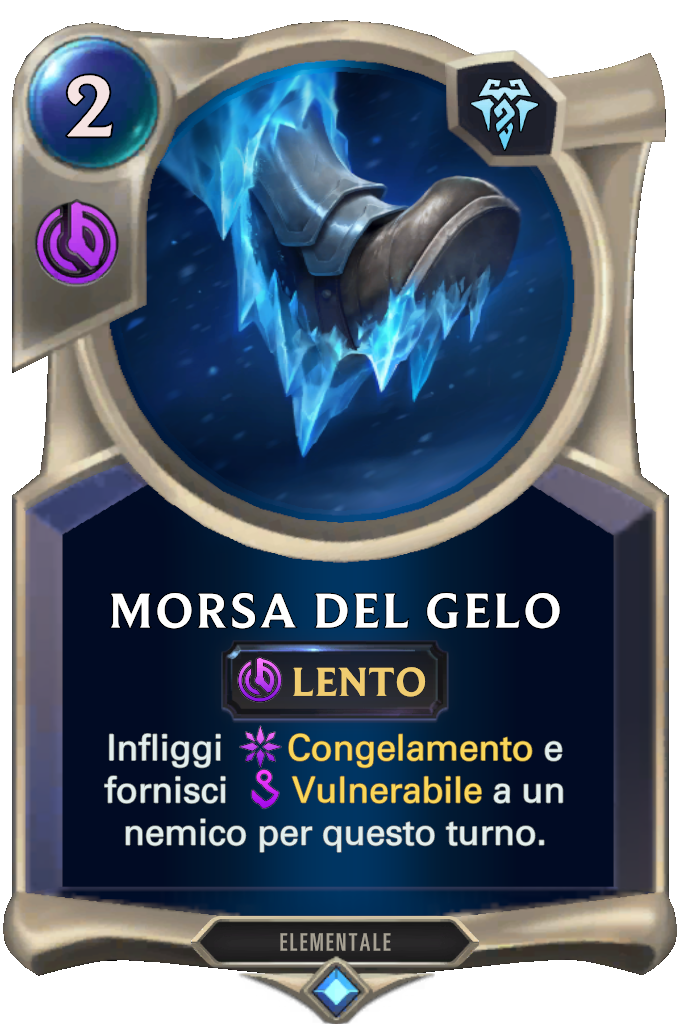 2
MORSA DEL GELO
LENTO
Infliggi Congelamento e
fornisci Vulnerabile a un
nemico per questo turno.
ELEMENTALE